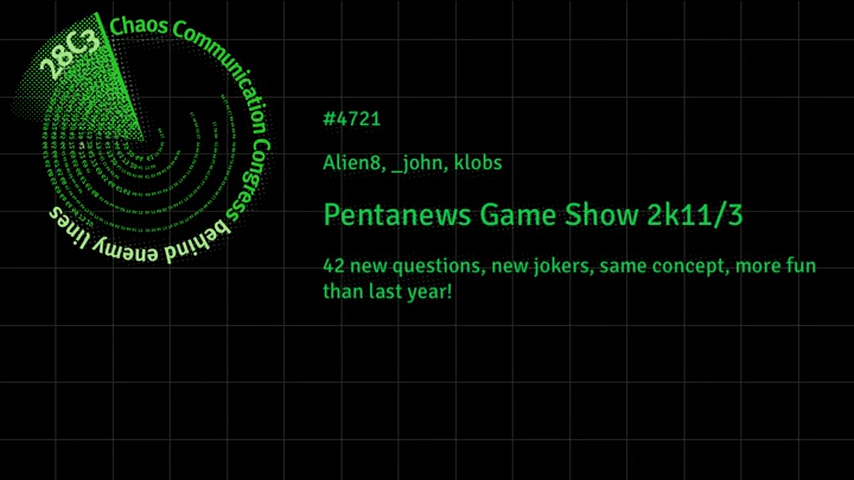 28C3
Chaos Communication Congress behind enemy lines
#4721
Alien8, _john, klobs
Pentanews Game Show 2k11/3
42 new questions, new jokers, same concept, more fun
than last year!